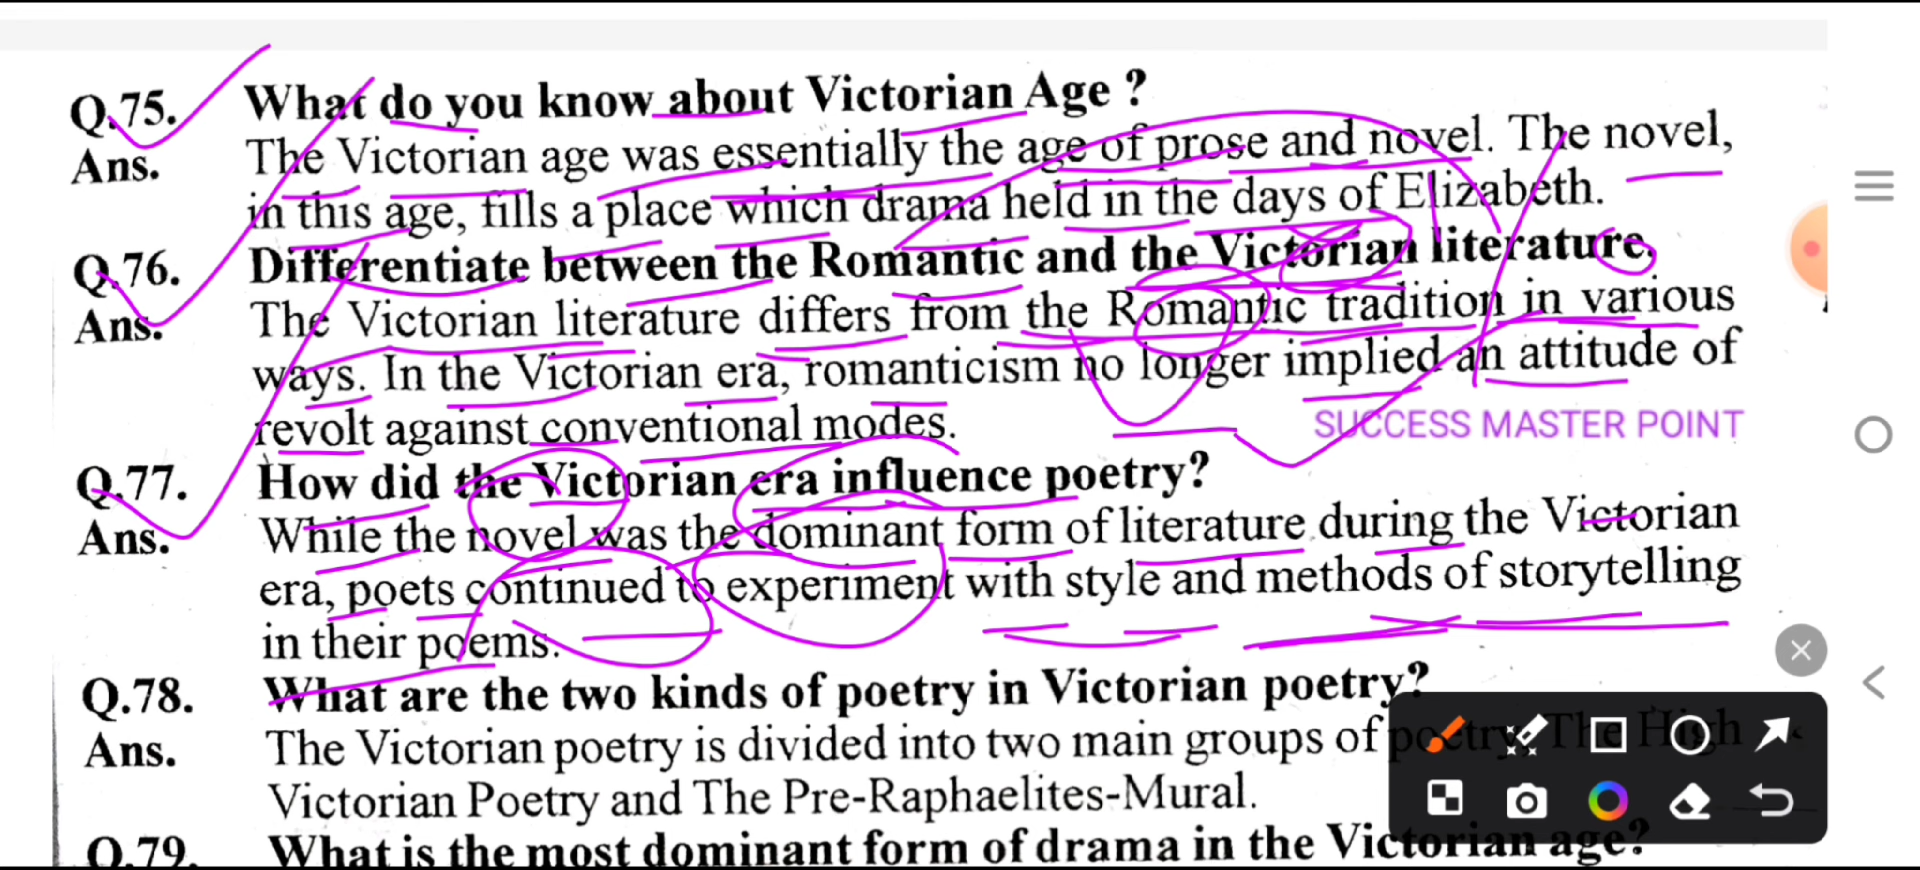 Q.75. What do you know about Victorian Age ?
Ans. The Victorian age was essentially the age of prose and novel. The novel,
in this age, fills a place which drama held in the days of Elizabeth.
Q.76. Differentiate between the Romantic and the Victorian literature.
Ans. The Victorian literature differs from the Romantic tradition in various
ways. In the Victorian era, romanticism no longer implied an attitude of
revolt against conventional modes.
SUCCESS MASTER POINT
Q.77. How did the Victorian era influence poetry?
Ans. While the novel was the dominant form of literature during the Victorian
era, poets continued to experiment with style and methods of storytelling
in their poems.
Q.78. What are the two kinds of poetry in Victorian poetry?
Ans. The Victorian poetry is divided into two main groups of poetry, The High
Victorian Poetry and The Pre-Raphaelites-Mural.
Q.79. What is the most dominant form of drama in the Victorian age?